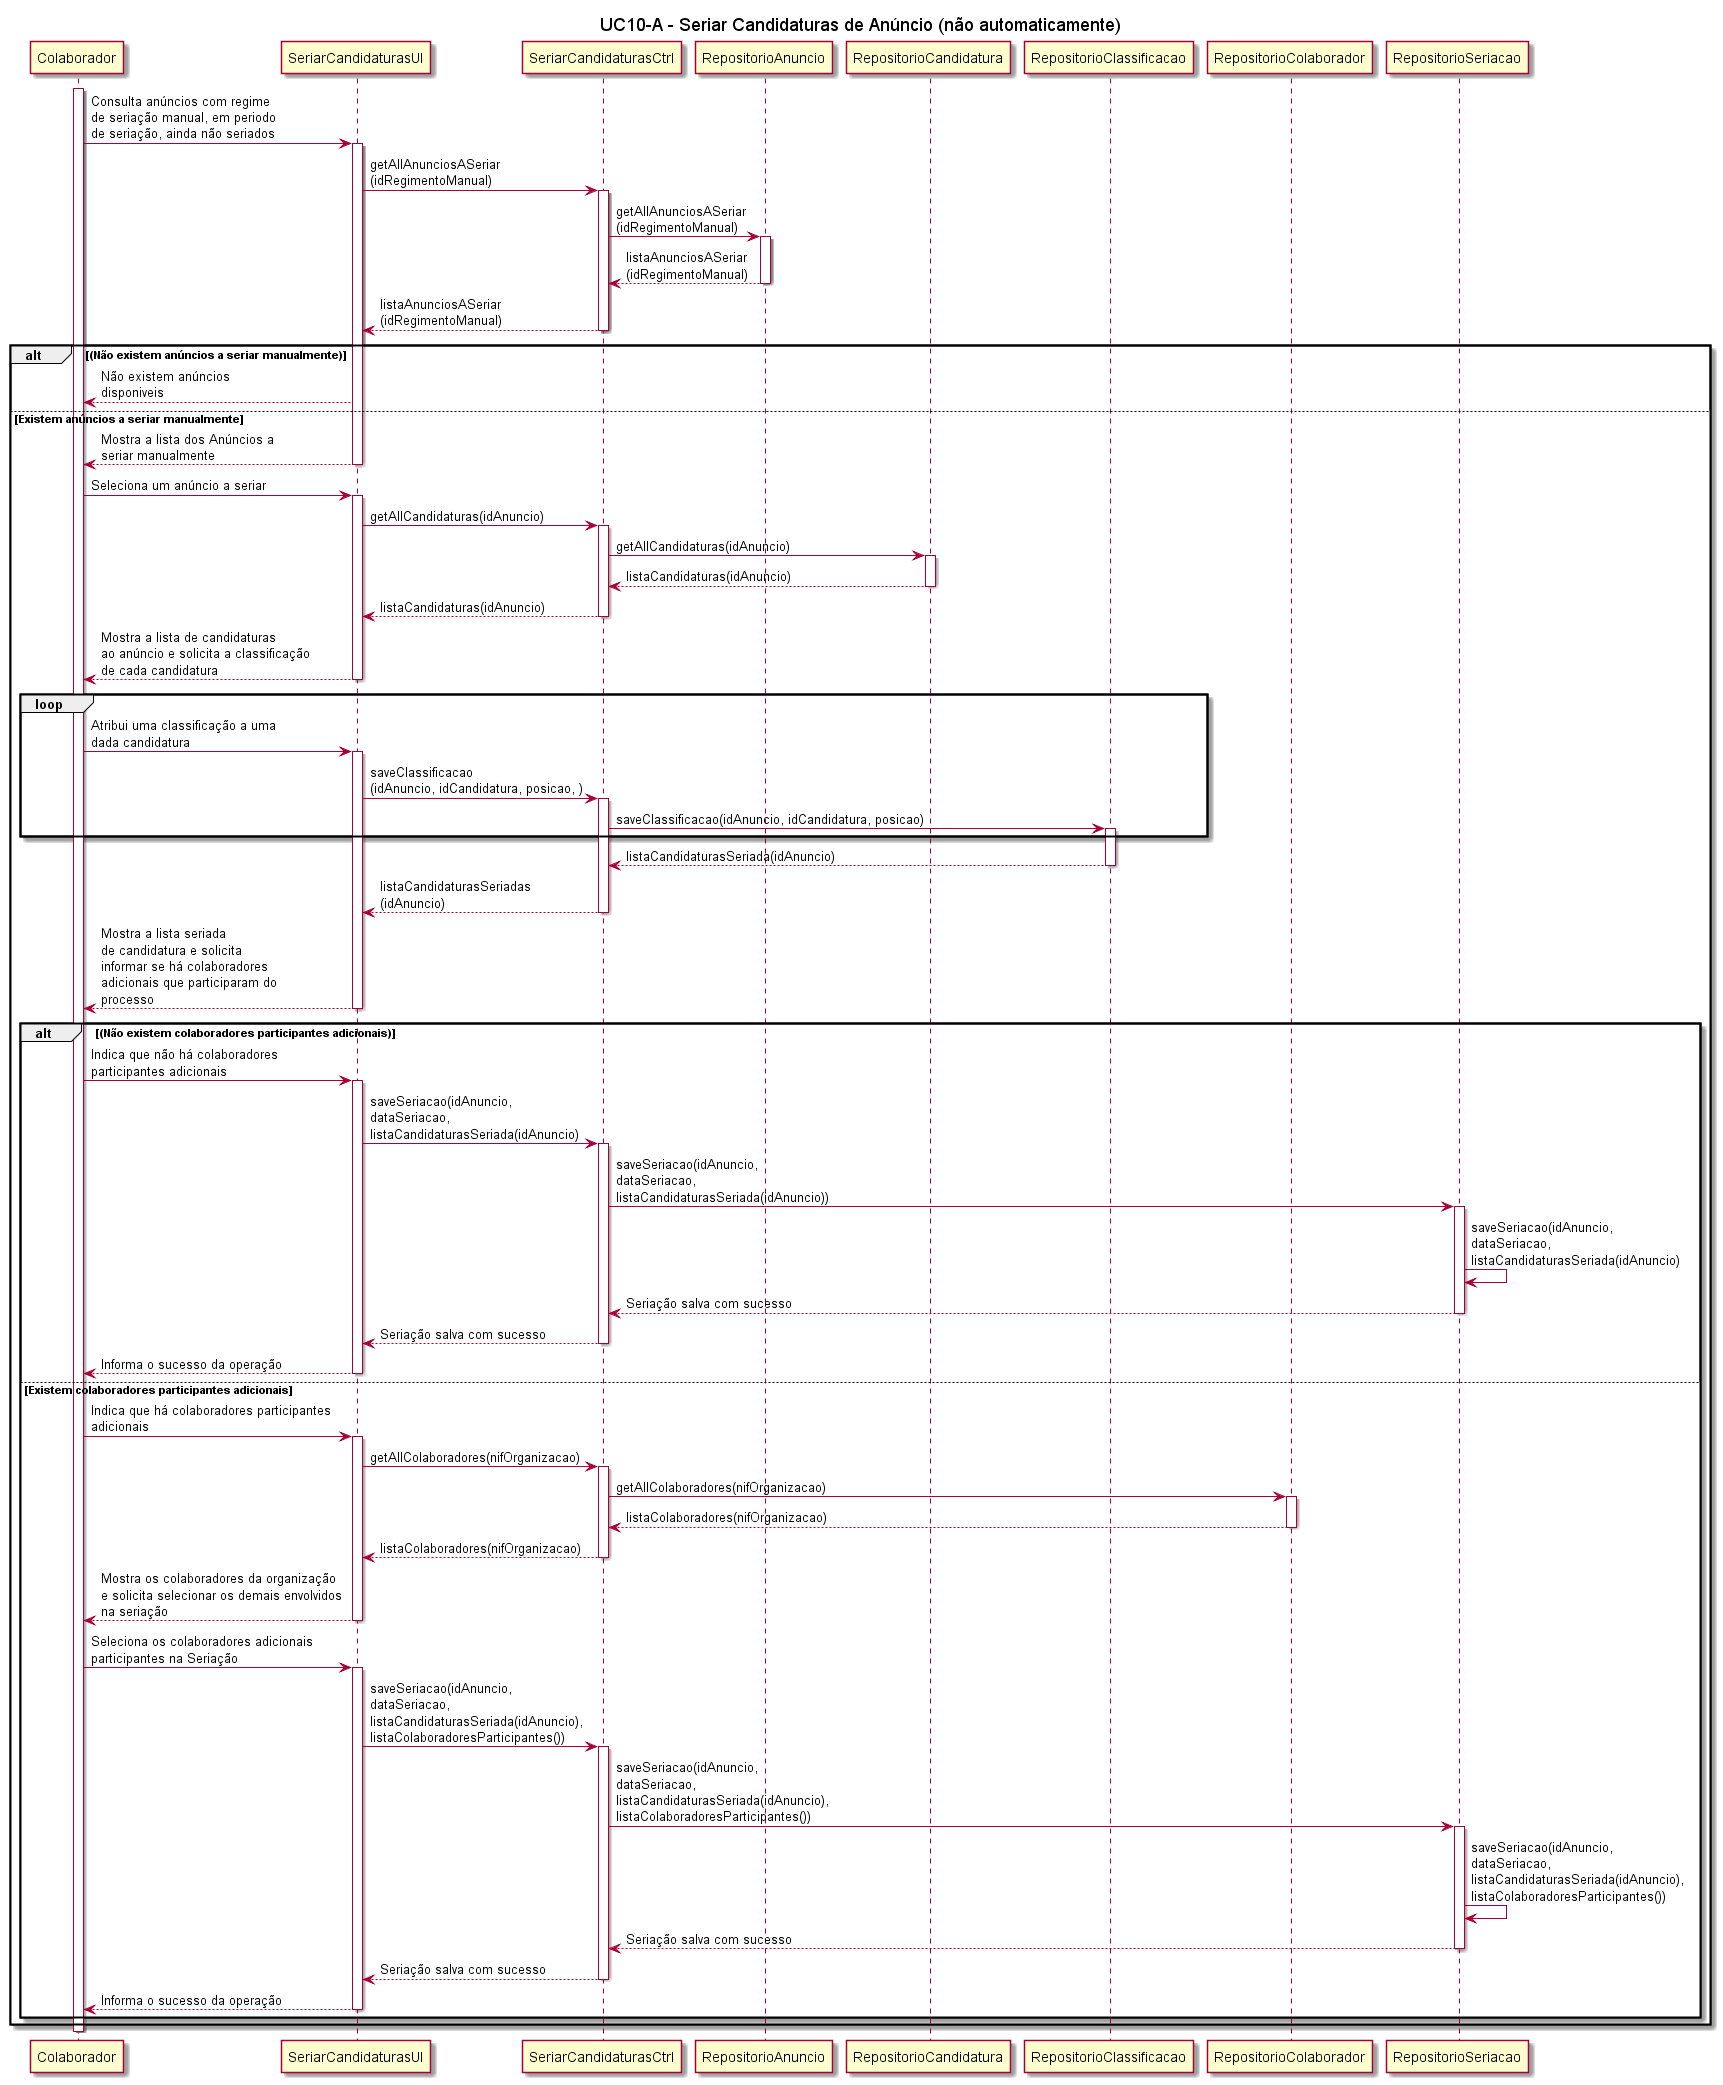 UC10-A - Seriar Candidaturas de Anúncio (não automaticamente)
Colaborador
SeriarCandidaturasUI
SeriarCandidaturasCtrl
RepositorioAnuncio
RepositorioCandidatura
RepositorioClassificacao
RepositorioColaborador
RepositorioSeriacao
Consulta anúncios com regime
de seriação manual, em periodo
de seriação, ainda não seriados
getAllAnunciosASeriar
(idRegimentoManual)
getAllAnunciosASeriar
(idRegimentoManual)
listaAnunciosASeriar
(idRegimentoManual)
listaAnunciosASeriar
(idRegimentoManual)
alt
[(Não existem anúncios a seriar manualmente)]
Não existem anúncios
disponiveis
[Existem anúncios a seriar manualmente]
Mostra a lista dos Anúncios a
seriar manualmente
Seleciona um anúncio a seriar
getAllCandidaturas(idAnuncio)
getAllCandidaturas(idAnuncio)
listaCandidaturas(idAnuncio)
listaCandidaturas(idAnuncio)
Mostra a lista de candidaturas
ao anúncio e solicita a classificação
de cada candidatura
loop
Atribui uma classificação a uma
dada candidatura
saveClassificacao
(idAnuncio, idCandidatura, posicao, )
saveClassificacao(idAnuncio, idCandidatura, posicao)
listaCandidaturasSeriada(idAnuncio)
listaCandidaturasSeriadas
(idAnuncio)
Mostra a lista seriada
de candidatura e solicita
informar se há colaboradores
adicionais que participaram do
processo
alt
[(Não existem colaboradores participantes adicionais)]
Indica que não há colaboradores
participantes adicionais
saveSeriacao(idAnuncio,
dataSeriacao,
listaCandidaturasSeriada(idAnuncio)
saveSeriacao(idAnuncio,
dataSeriacao,
listaCandidaturasSeriada(idAnuncio))
saveSeriacao(idAnuncio,
dataSeriacao,
listaCandidaturasSeriada(idAnuncio)
Seriação salva com sucesso
Seriação salva com sucesso
Informa o sucesso da operação
[Existem colaboradores participantes adicionais]
Indica que há colaboradores participantes
adicionais
getAllColaboradores(nifOrganizacao)
getAllColaboradores(nifOrganizacao)
listaColaboradores(nifOrganizacao)
listaColaboradores(nifOrganizacao)
Mostra os colaboradores da organização
e solicita selecionar os demais envolvidos
na seriação
Seleciona os colaboradores adicionais
participantes na Seriação
saveSeriacao(idAnuncio,
dataSeriacao,
listaCandidaturasSeriada(idAnuncio),
listaColaboradoresParticipantes())
saveSeriacao(idAnuncio,
dataSeriacao,
listaCandidaturasSeriada(idAnuncio),
listaColaboradoresParticipantes())
saveSeriacao(idAnuncio,
dataSeriacao,
listaCandidaturasSeriada(idAnuncio),
listaColaboradoresParticipantes())
Seriação salva com sucesso
Seriação salva com sucesso
Informa o sucesso da operação
Colaborador
SeriarCandidaturasUI
SeriarCandidaturasCtrl
RepositorioAnuncio
RepositorioCandidatura
RepositorioClassificacao
RepositorioColaborador
RepositorioSeriacao